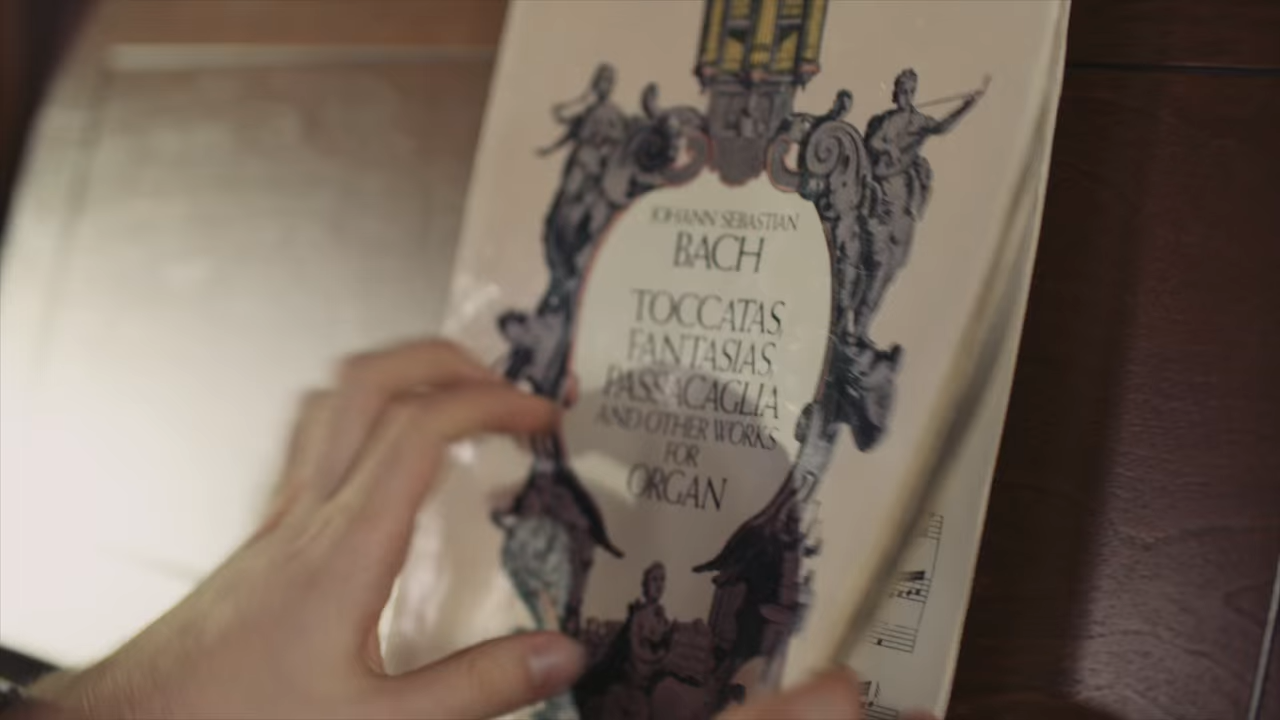 JOHANN SEBASTIAN
BACH
TOCCATAS,
FANTASIAS,
PASSACAGLIA
AND OTHER WORKS
FOR
ORGAN